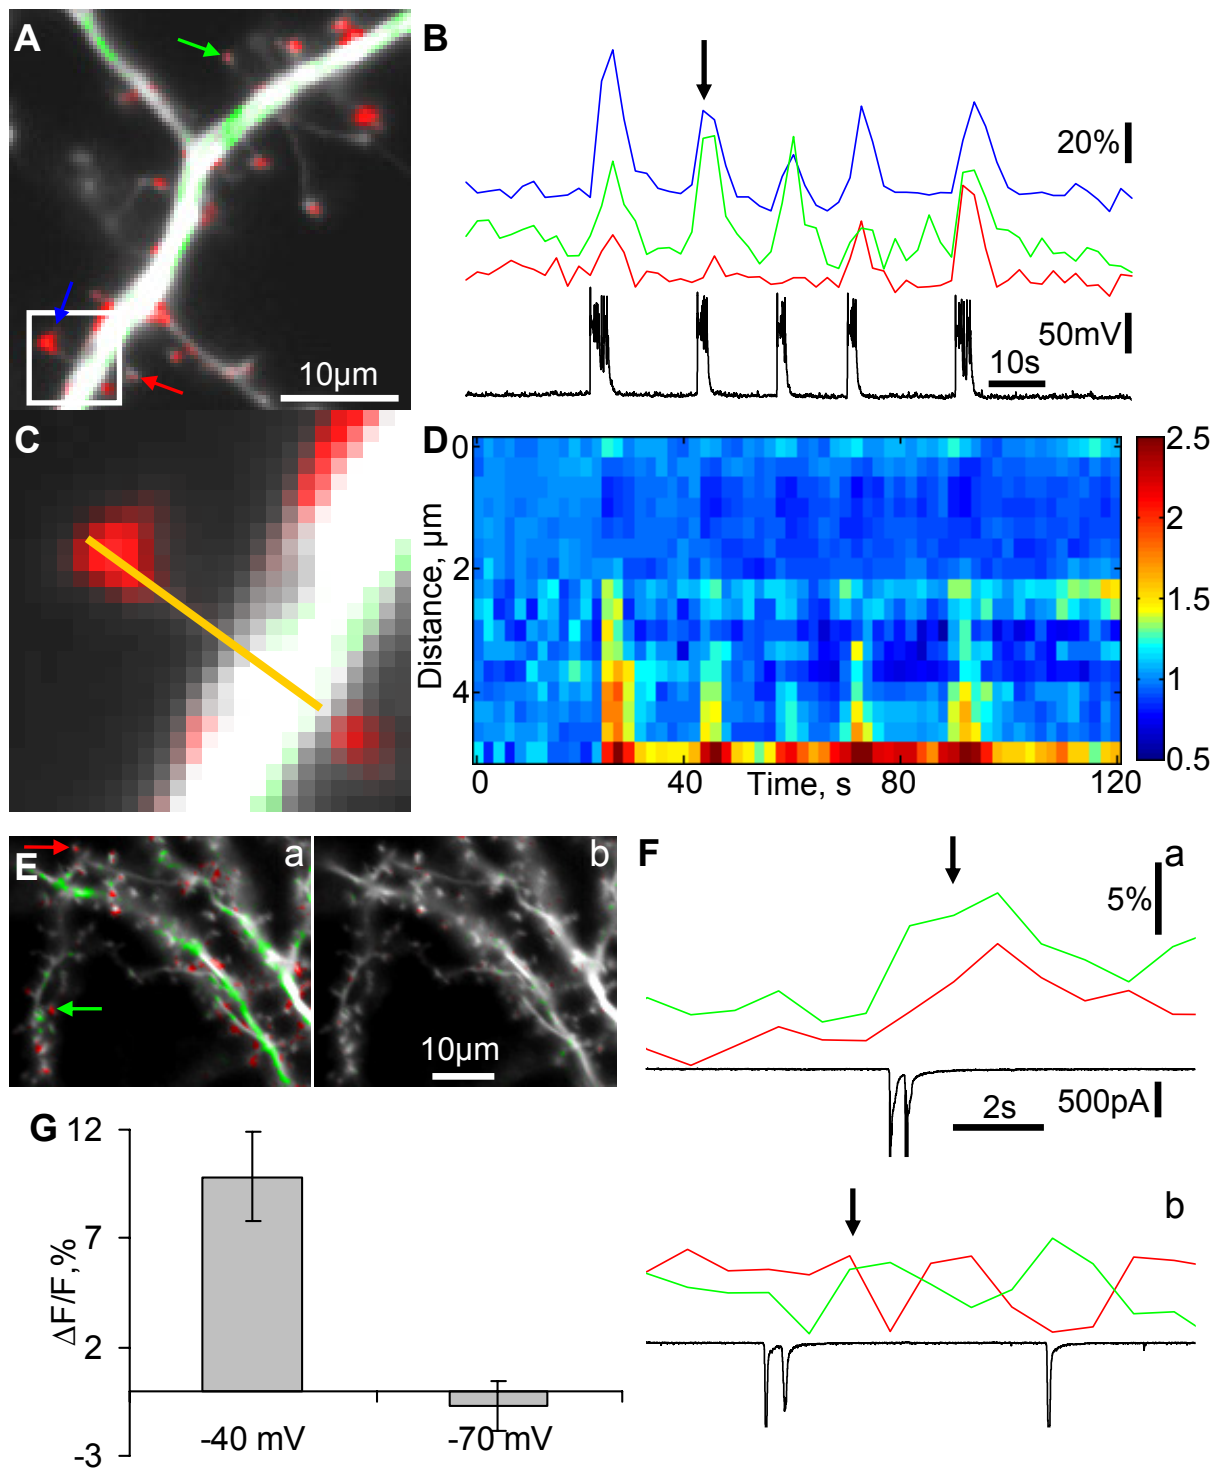 A
B
20%
50mV
10s
10µm
C
D
0
2
4
Distance, µm
0
40
80
120
Time, s
2.5
2
1.5
1
0.5
E
a
b
10µm
F
a
5%
2s
500pA
b
G
12
7
2
-3
ΔF/F,%
-40 mV
-70 mV